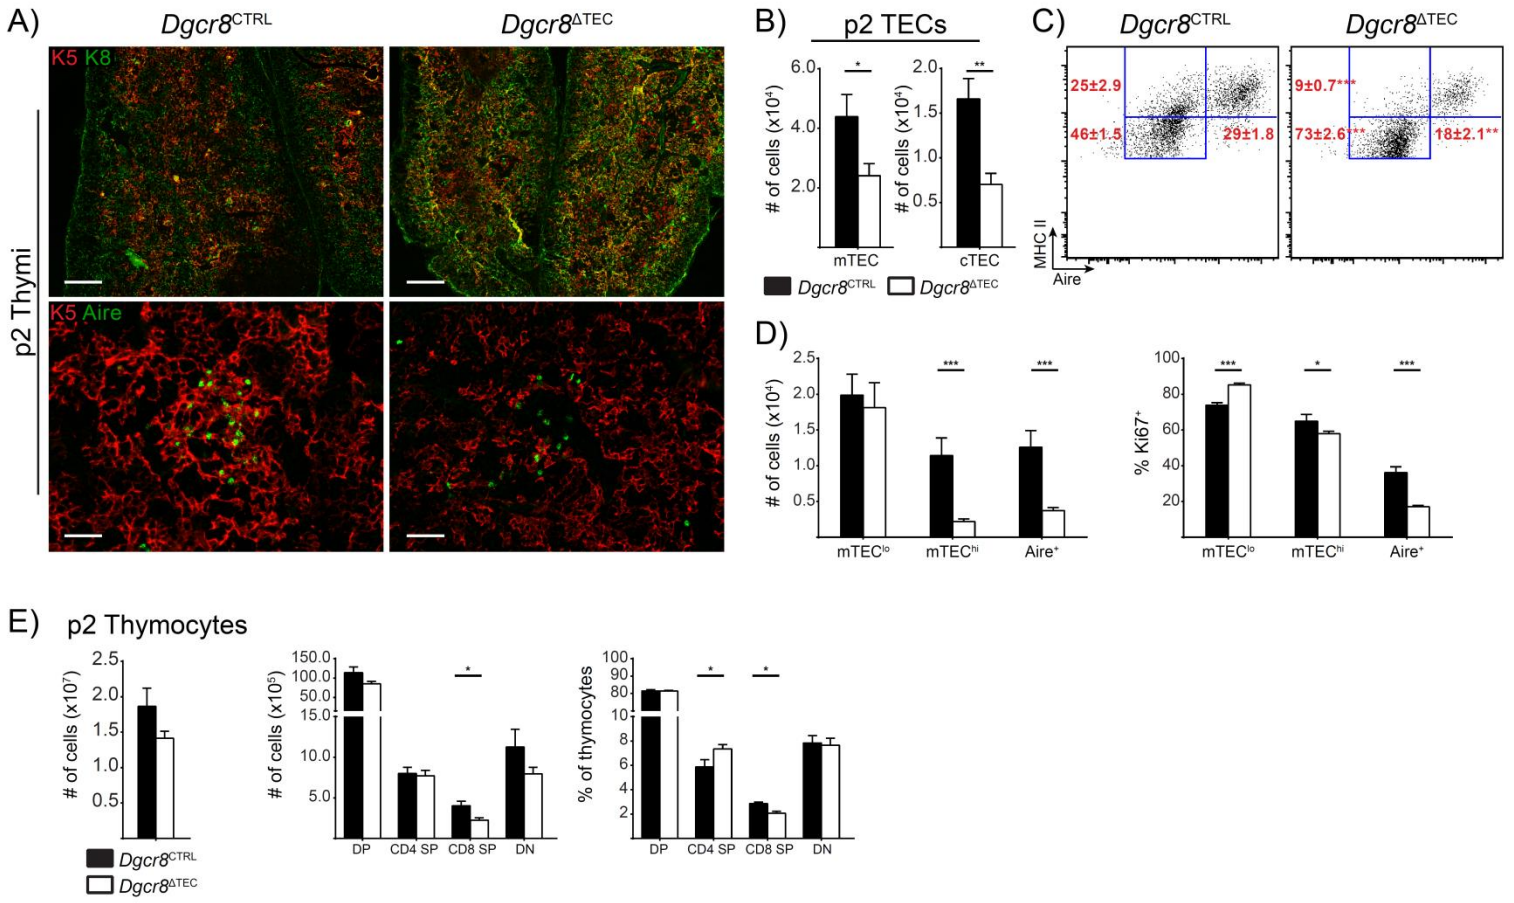 A) Dgcr8CTRL Dgcr8ΔTEC
K5 K8
p2 Thymi
K5 Aire
B) p2 TECs
# of cells (x10⁴)
6.0
4.0
2.0
*
mTEC
# of cells (x10⁴)
2.0
1.5
1.0
0.5
**
cTEC
Dgcr8CTRL Dgcr8ΔTEC
C) Dgcr8CTRL Dgcr8ΔTEC
25±2.9
46±1.5 29±1.8
9±0.7***
73±2.6*** 18±2.1**
MHC II
Aire
D)
# of cells (x10⁴)
2.5
2.0
1.5
1.0
0.5
*** ***
mTEClo mTEChi Aire⁺
% Ki67⁺
100
80
60
40
20
*** * ***
mTEClo mTEChi Aire⁺
E) p2 Thymocytes
# of cells (x10⁷)
2.5
2.0
1.5
1.0
0.5
Dgcr8CTRL
Dgcr8ΔTEC
# of cells (x10⁵)
150.0
100.0
50.0
15.0
10.0
5.0
*
DP CD4 SP CD8 SP DN
% of thymocytes
100
90
80
10
8
6
4
2
* *
DP CD4 SP CD8 SP DN